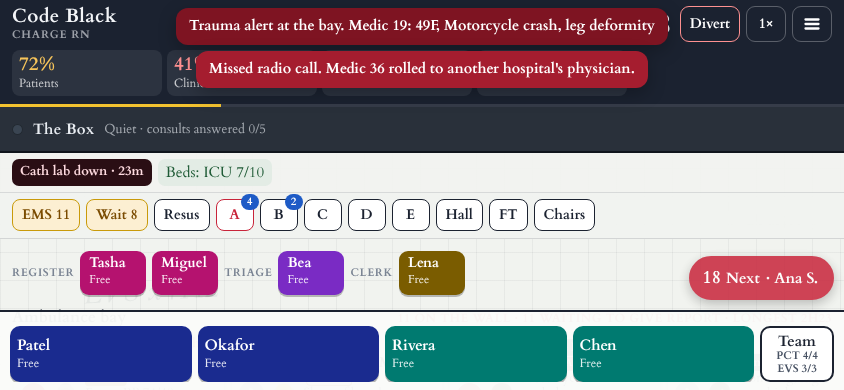 Code Black
CHARGE RN
Trauma alert at the bay. Medic 19: 49F, Motorcycle crash, leg deformity
Divert
1×
72%
Patients
41
Clini
Missed radio call. Medic 36 rolled to another hospital's physician.
The Box
Quiet · consults answered 0/5
Cath lab down · 23m
Beds: ICU 7/10
EMS 11
Wait 8
Resus
A
4
B
2
C
D
E
Hall
FT
Chairs
REGISTER
Tasha
Free
Miguel
Free
TRIAGE
Bea
Free
CLERK
Lena
Free
18 Next · Ana S.
Ambulance bay
Patel
Free
Okafor
Free
Rivera
Free
Chen
Free
Team
PCT 4/4
EVS 3/3